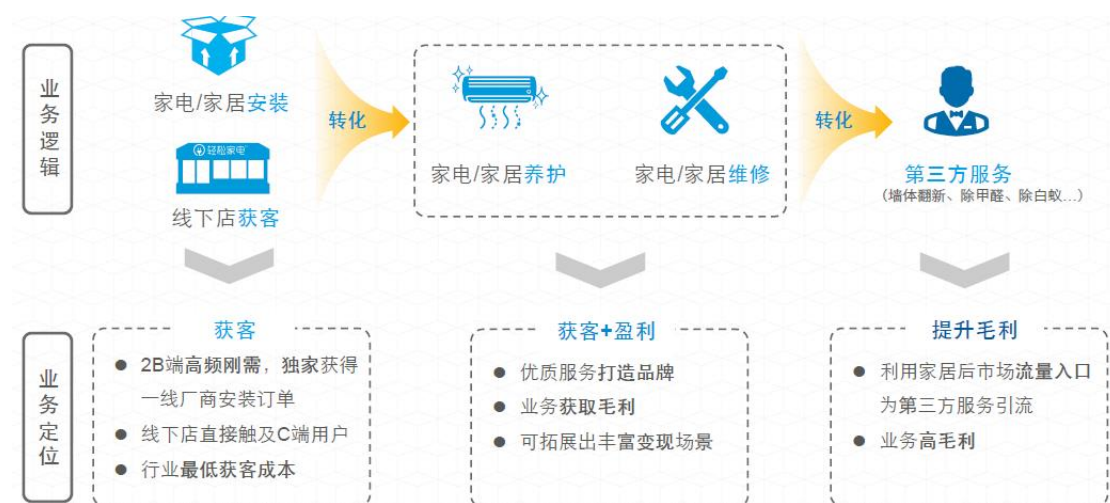 业务逻辑
家电/家居安装
轻松家电
线下店获客
转化
家电/家居养护
家电/家居维修
转化
第三方服务
（墙体翻新、除甲醛、除白蚁...）
业务定位
获客
● 2B端高频刚需，独家获得
一线厂商安装订单
● 线下店直接触及C端用户
● 行业最低获客成本
获客+盈利
● 优质服务打造品牌
● 业务获取毛利
● 可拓展出丰富变现场景
提升毛利
● 利用家居后市场流量入口
为第三方服务引流
● 业务高毛利